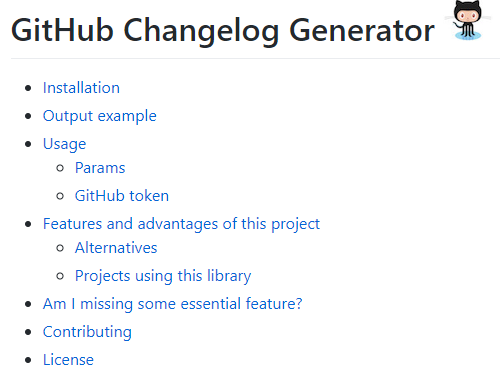 GitHub Changelog Generator
Installation
Output example
Usage
Params
GitHub token
Features and advantages of this project
Alternatives
Projects using this library
Am I missing some essential feature?
Contributing
License